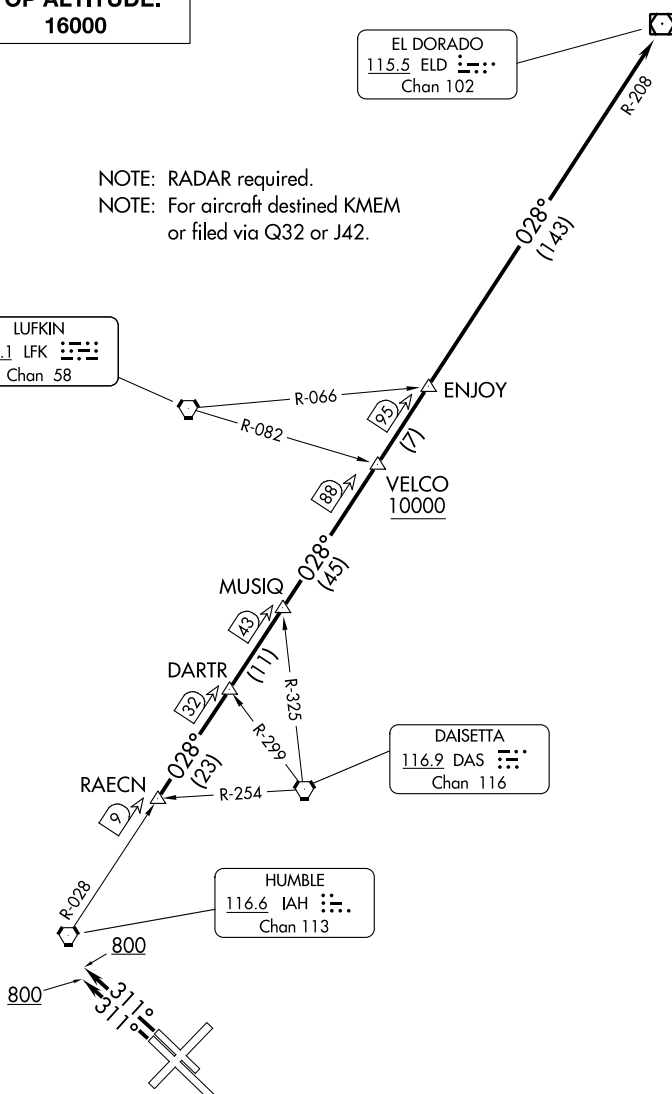 16000
EL DORADO
115.5 ELD
Chan 102
R-208
NOTE: RADAR required.
NOTE: For aircraft destined KMEM
or filed via Q32 or J42.
028°
(143)
LUFKIN
.1 LFK
Chan 58
R-066
R-082
ENJOY
95
(7)
VELCO
10000
88
028°
(45)
MUSIQ
43
(11)
DARTR
32
R-325
R-299
DAISETTA
116.9 DAS
Chan 116
028°
(23)
RAECN
9
R-254
R-028
HUMBLE
116.6 IAH
Chan 113
800
800
311°
311°